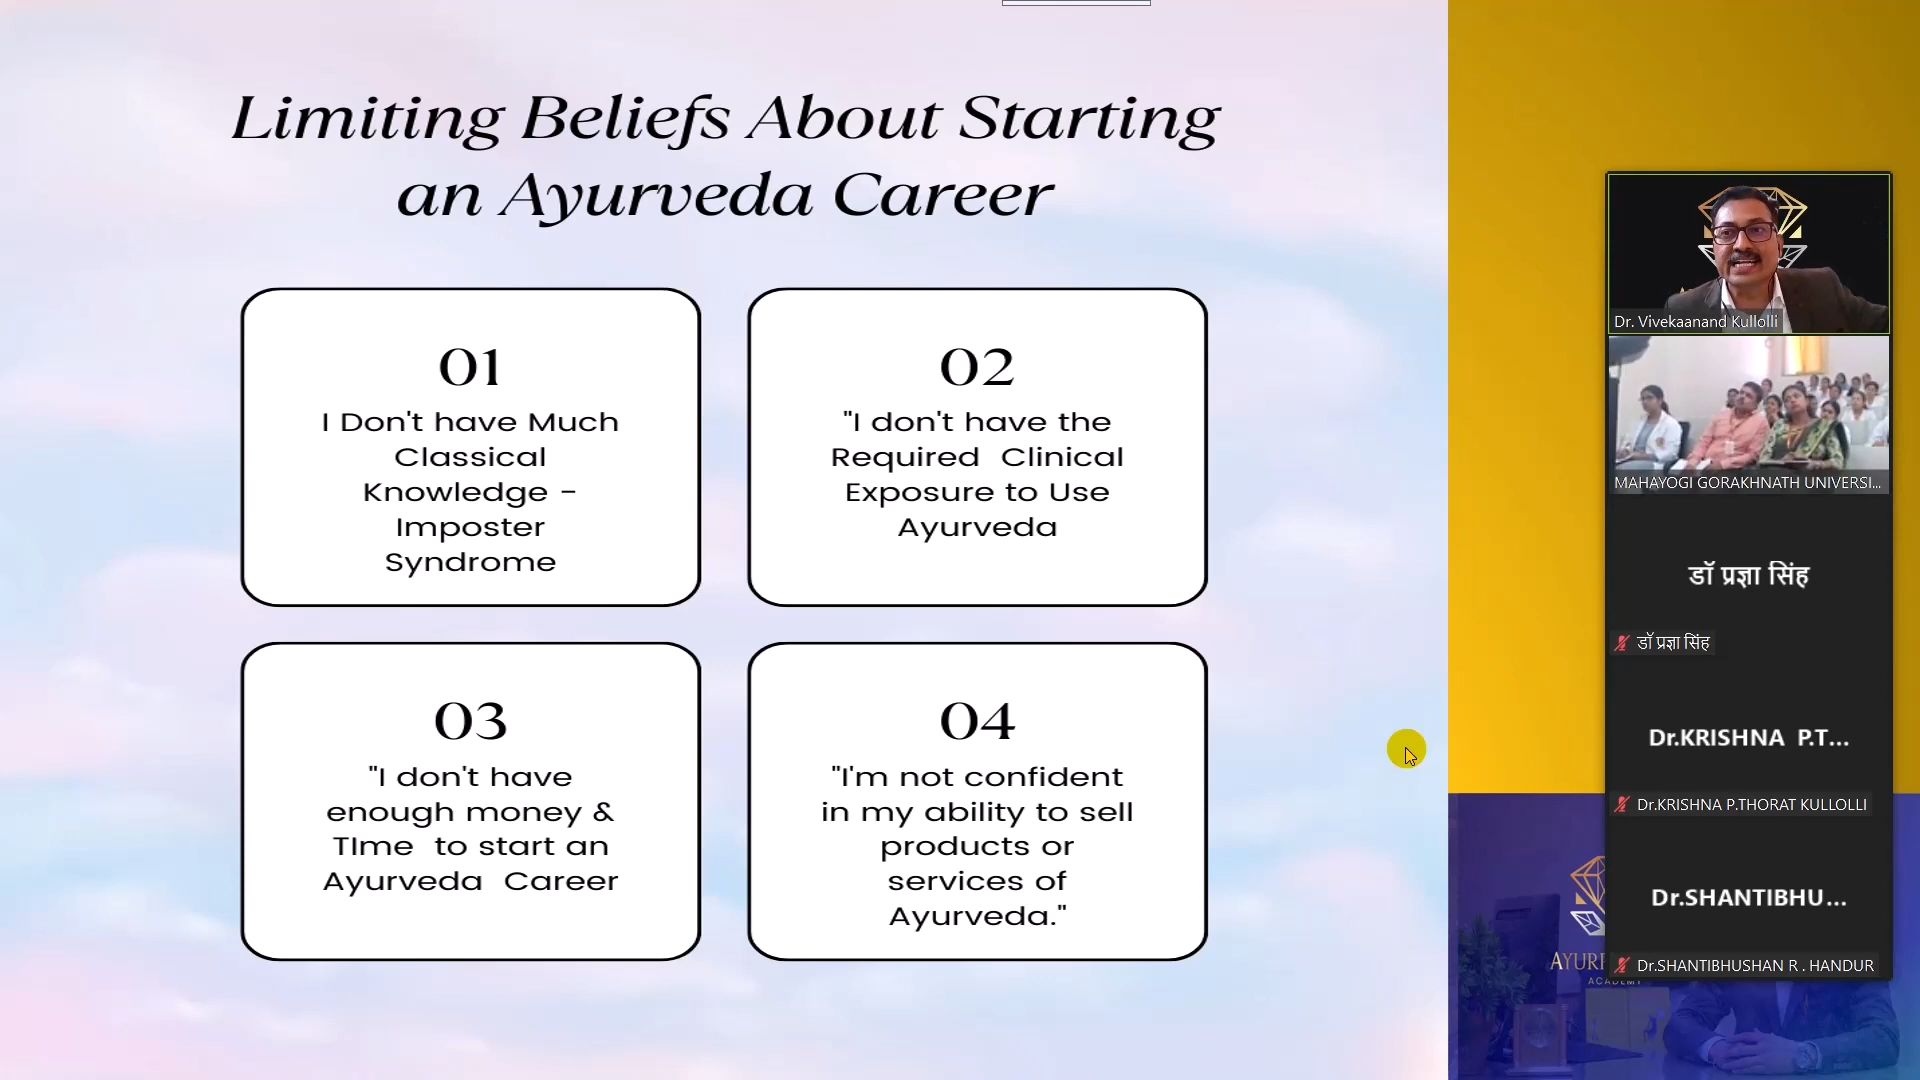 Limiting Beliefs About Starting
an Ayurveda Career
01
I Don't have Much
Classical
Knowledge -
Imposter
Syndrome
02
"I don't have the
Required Clinical
Exposure to Use
Ayurveda
03
"I don't have
enough money &
TIme to start an
Ayurveda Career
04
"I'm not confident
in my ability to sell
products or
services of
Ayurveda."
Dr. Vivekaanand Kullolli
MAHAYOGI GORAKHNATH UNIVERSI...
डॉ प्रज्ञा सिंह
डॉ प्रज्ञा सिंह
Dr.KRISHNA P.T...
Dr.KRISHNA P.THORAT KULLOLLI
Dr.SHANTIBHU...
Dr.SHANTIBHUSHAN R . HANDUR
ACADEMY